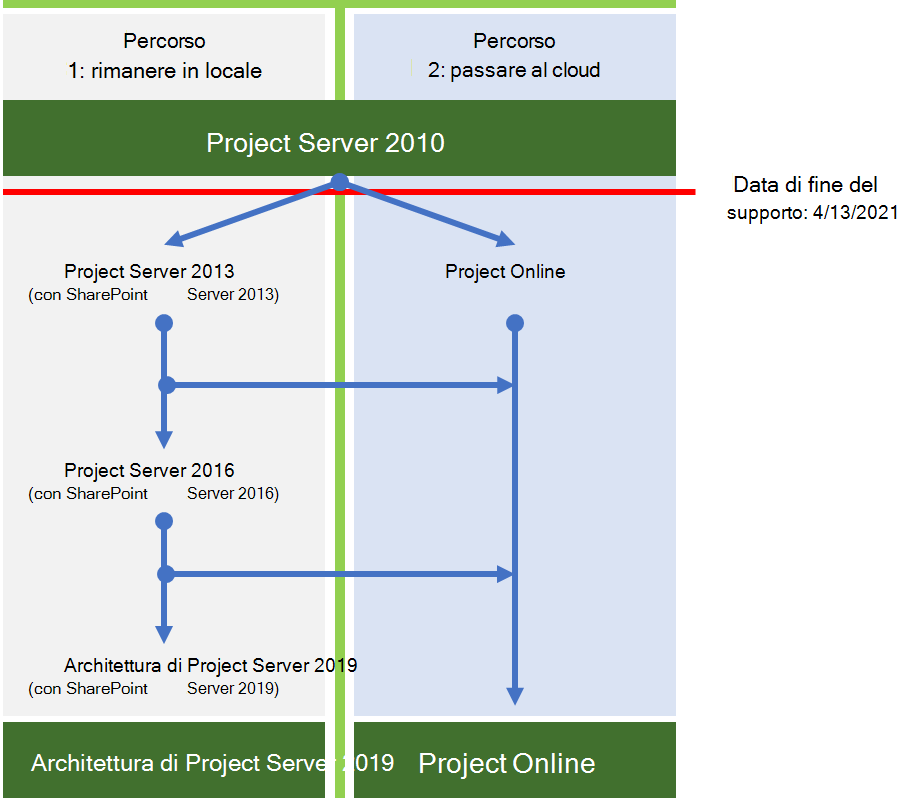 Percorso
1: rimanere in locale
Percorso
2: passare al cloud
Project Server 2010
Data di fine del
supporto: 4/13/2021
Project Server 2013
(con SharePoint Server 2013)
Project Online
Project Server 2016
(con SharePoint Server 2016)
Architettura di Project Server 2019
(con SharePoint Server 2019)
Architettura di Project Server 2019
Project Online